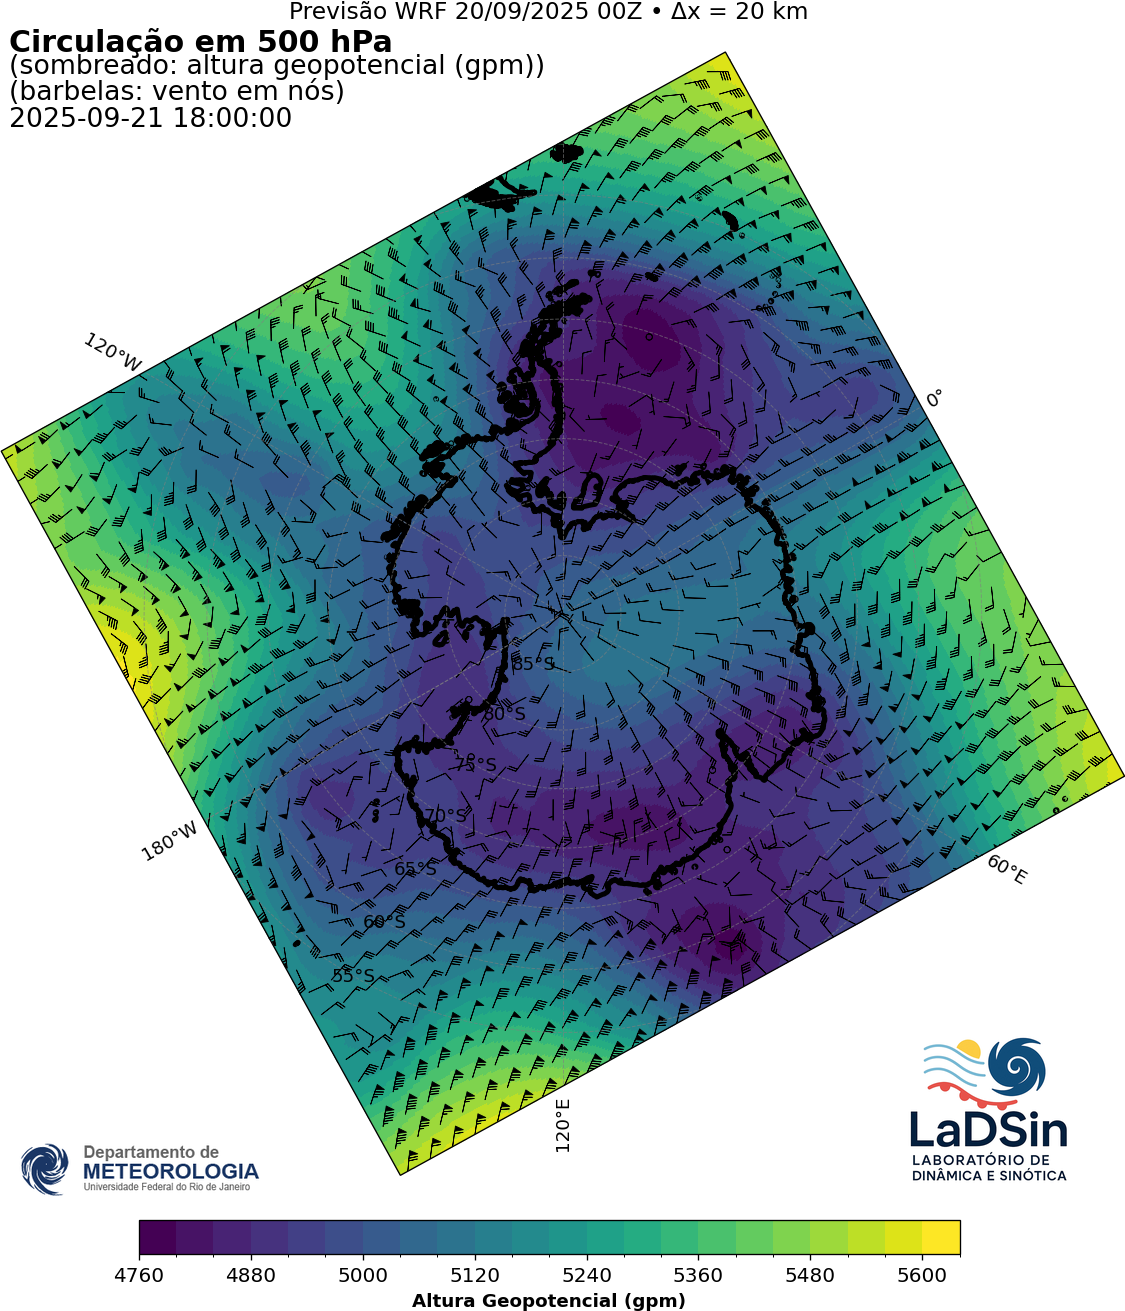 Previsão WRF 20/09/2025 00Z • Δx = 20 km
Circulação em 500 hPa
(sombreado: altura geopotencial (gpm))
(barbelas: vento em nós)
2025-09-21 18:00:00
120°W
0°
85°S
80°S
75°S
70°S
65°S
60°S
55°S
180°W
60°E
120°E
Departamento de
METEOROLOGIA
Universidade Federal do Rio de Janeiro
LaDSin
LABORATÓRIO DE
DINÂMICA E SINÓTICA
4760 4880 5000 5120 5240 5360 5480 5600
Altura Geopotencial (gpm)